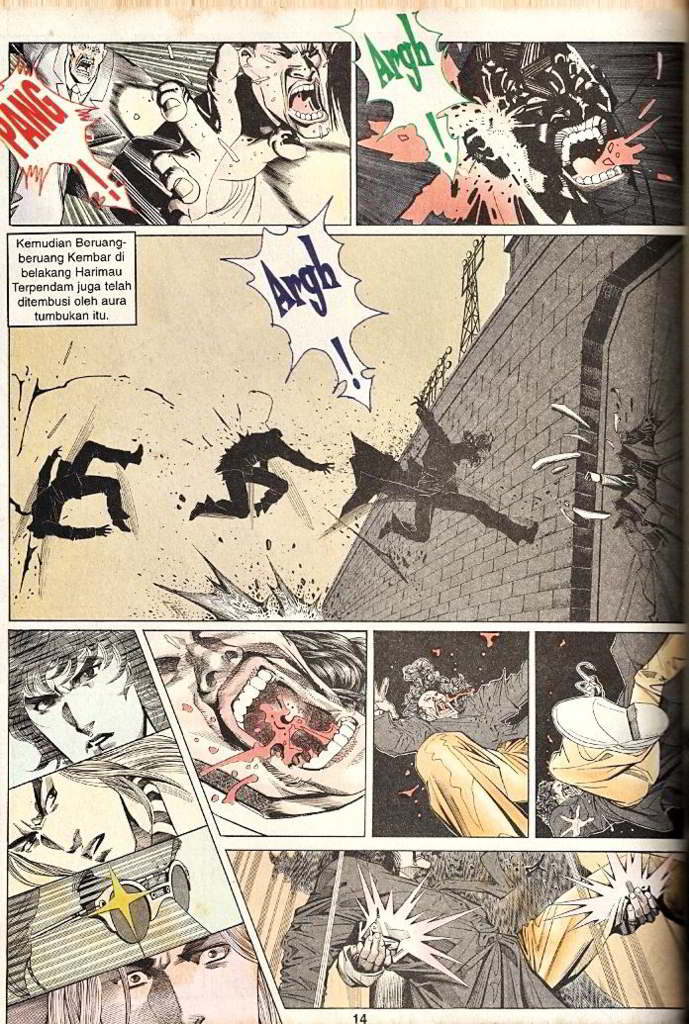 PANG
!!
Argh
!
Kemudian Beruang-
beruang Kembar di
belakang Harimau
Terpendam juga telah
ditembusi oleh aura
tumbukan itu.
Argh
!
14